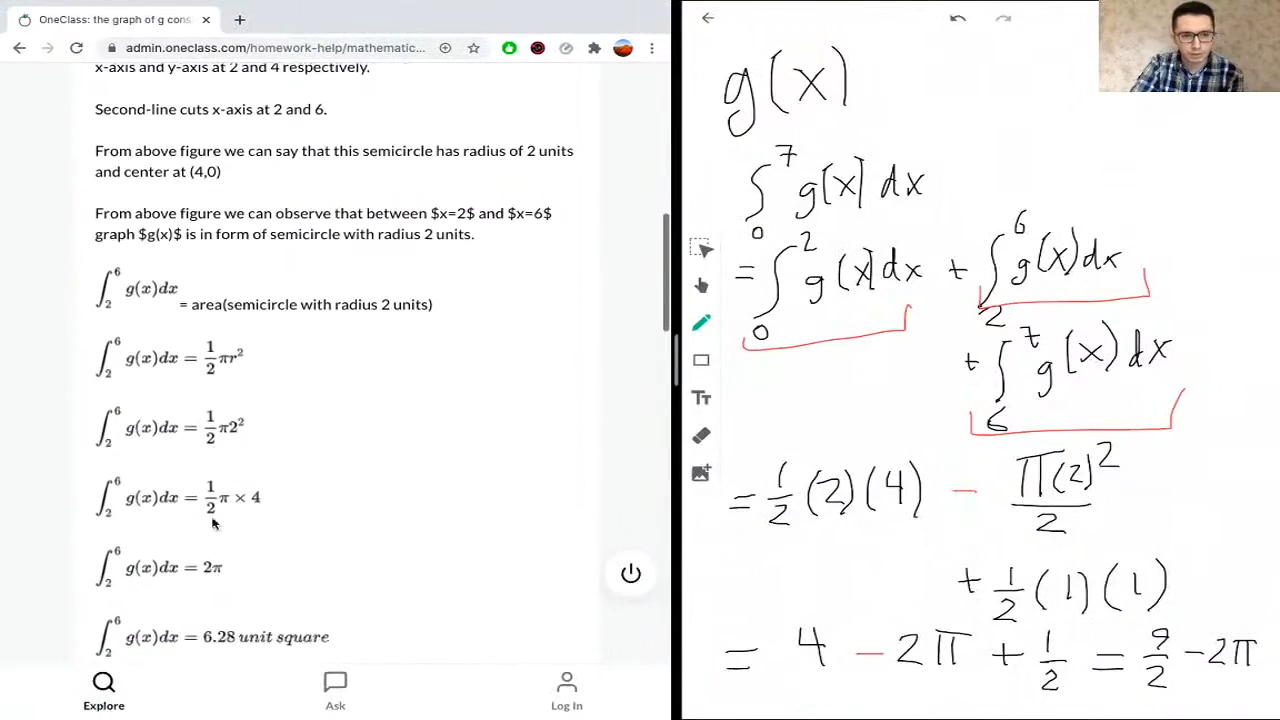 OneClass: the graph of g cons
admin.oneclass.com/homework-help/mathematic...
x-axis and y-axis at 2 and 4 respectively.
Second-line cuts x-axis at 2 and 6.
From above figure we can say that this semicircle has radius of 2 units
and center at (4,0)
From above figure we can observe that between $x=2$ and $x=6$
graph $g(x)$ is in form of semicircle with radius 2 units.
∫₂⁶ g(x)dx = area(semicircle with radius 2 units)
∫₂⁶ g(x)dx = 1/2 πr²
∫₂⁶ g(x)dx = 1/2 π2²
∫₂⁶ g(x)dx = 1/2 π × 4
∫₂⁶ g(x)dx = 2π
∫₂⁶ g(x)dx = 6.28 unit square
Explore
Ask
Log In
g(x)
∫₀⁷ g(x) dx
= ∫₀² g(x) dx + ∫₂⁶ g(x) dx
+ ∫₆⁷ g(x) dx
= 1/2 (2)(4) − π(2)²/2
+ 1/2 (1)(1)
= 4 − 2π + 1/2 = 9/2 − 2π
Tт